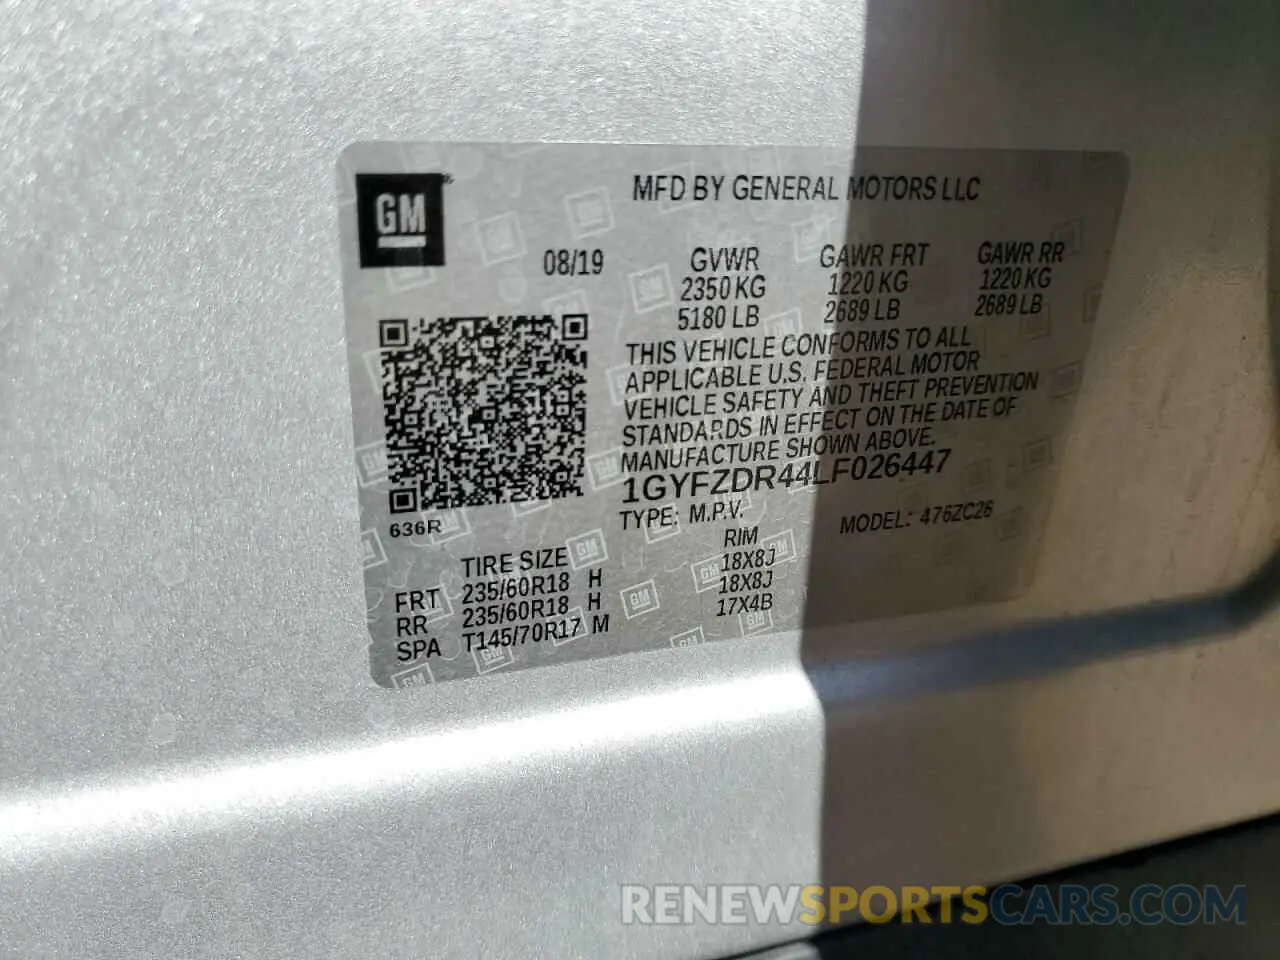 GM
MFD BY GENERAL MOTORS LLC
08/19
GVWR GAWR FRT GAWR RR
2350 KG 1220 KG 1220 KG
5180 LB 2689 LB 2689 LB
THIS VEHICLE CONFORMS TO ALL
APPLICABLE U.S. FEDERAL MOTOR
VEHICLE SAFETY AND THEFT PREVENTION
STANDARDS IN EFFECT ON THE DATE OF
MANUFACTURE SHOWN ABOVE.
1GYFZDR44LF026447
TYPE: M.P.V. MODEL: 476ZC26
636R
TIRE SIZE RIM
FRT 235/60R18 H 18X8J
RR 235/60R18 H 18X8J
SPA T145/70R17 M 17X4B
RENEWSPORTSCARS.COM